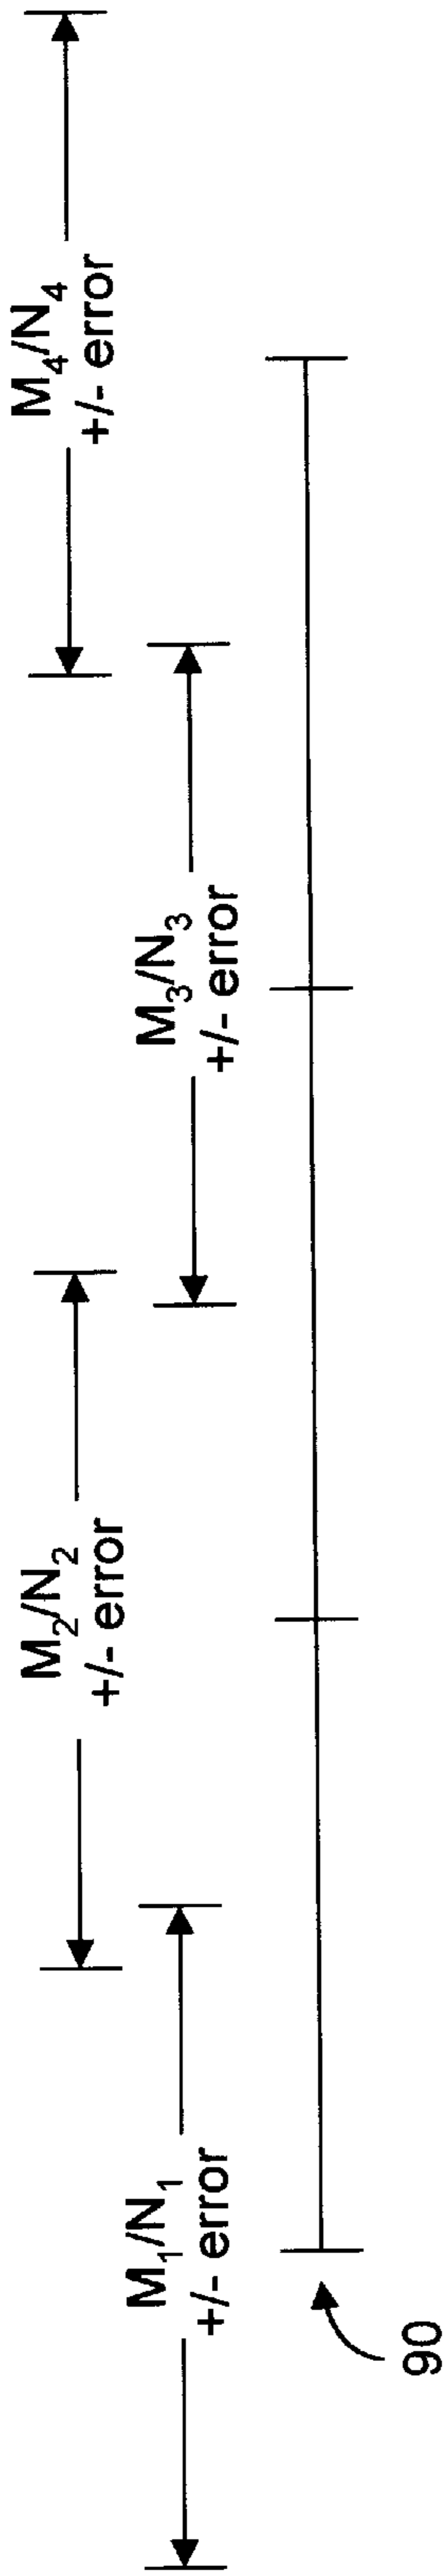 M₁/N₁
+/- error
M₂/N₂
+/- error
M₃/N₃
+/- error
M₄/N₄
+/- error
90